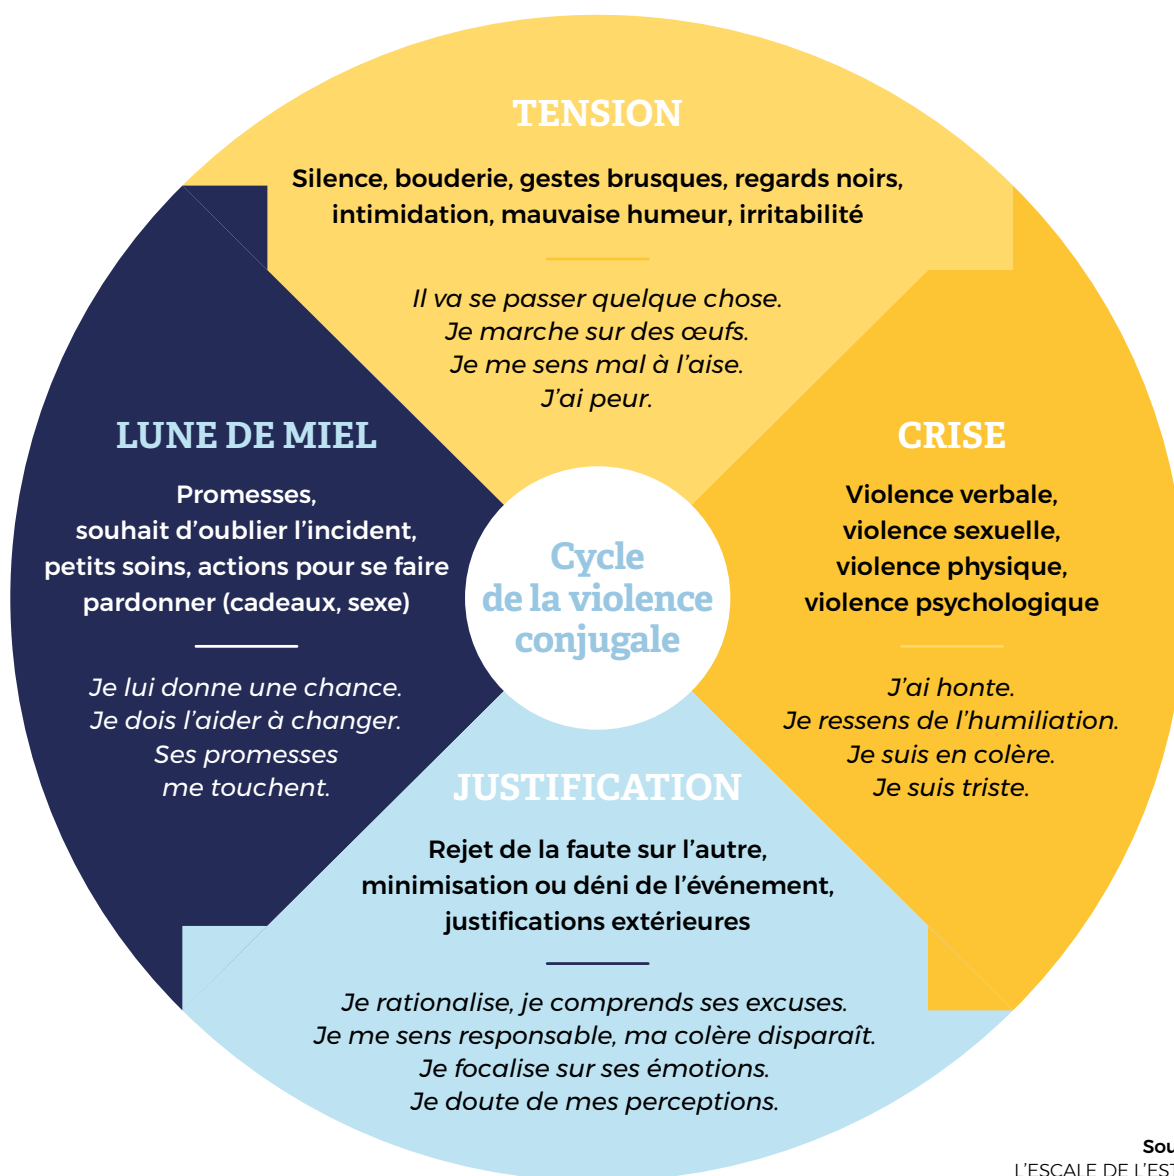 TENSION
Silence, bouderie, gestes brusques, regards noirs,
intimidation, mauvaise humeur, irritabilité
Il va se passer quelque chose.
Je marche sur des œufs.
Je me sens mal à l’aise.
J’ai peur.
CRISE
Violence verbale,
violence sexuelle,
violence physique,
violence psychologique
J’ai honte.
Je ressens de l’humiliation.
Je suis en colère.
Je suis triste.
JUSTIFICATION
Rejet de la faute sur l’autre,
minimisation ou déni de l’événement,
justifications extérieures
Je rationalise, je comprends ses excuses.
Je me sens responsable, ma colère disparaît.
Je focalise sur ses émotions.
Je doute de mes perceptions.
LUNE DE MIEL
Promesses,
souhait d’oublier l’incident,
petits soins, actions pour se faire
pardonner (cadeaux, sexe)
Je lui donne une chance.
Je dois l’aider à changer.
Ses promesses
me touchent.
Cycle
de la violence
conjugale
L’ESCALE DE